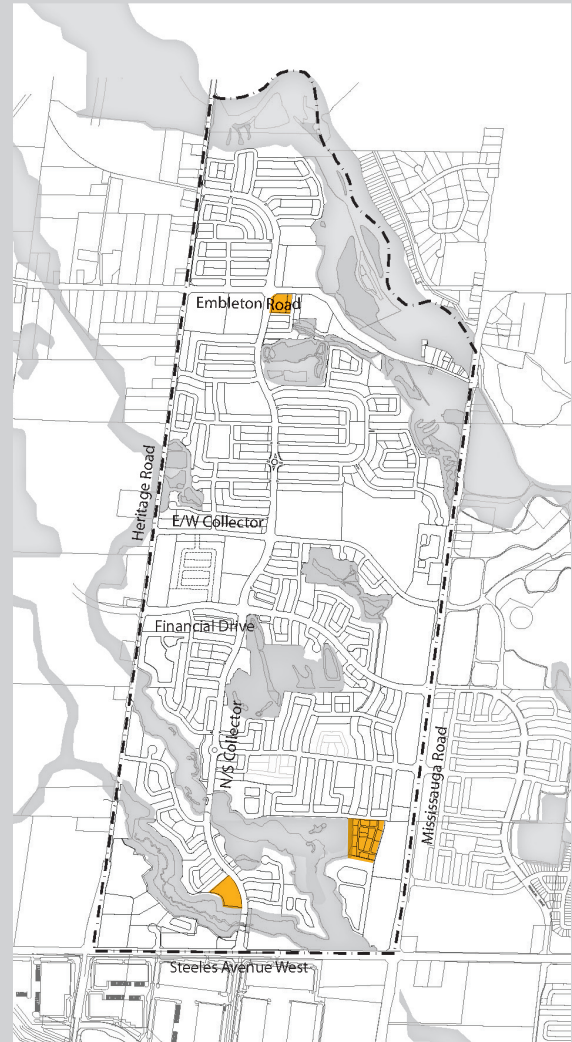 Embleton Road
Heritage Road
E/W Collector
Financial Drive
N/S Collector
Mississauga Road
Steeles Avenue West